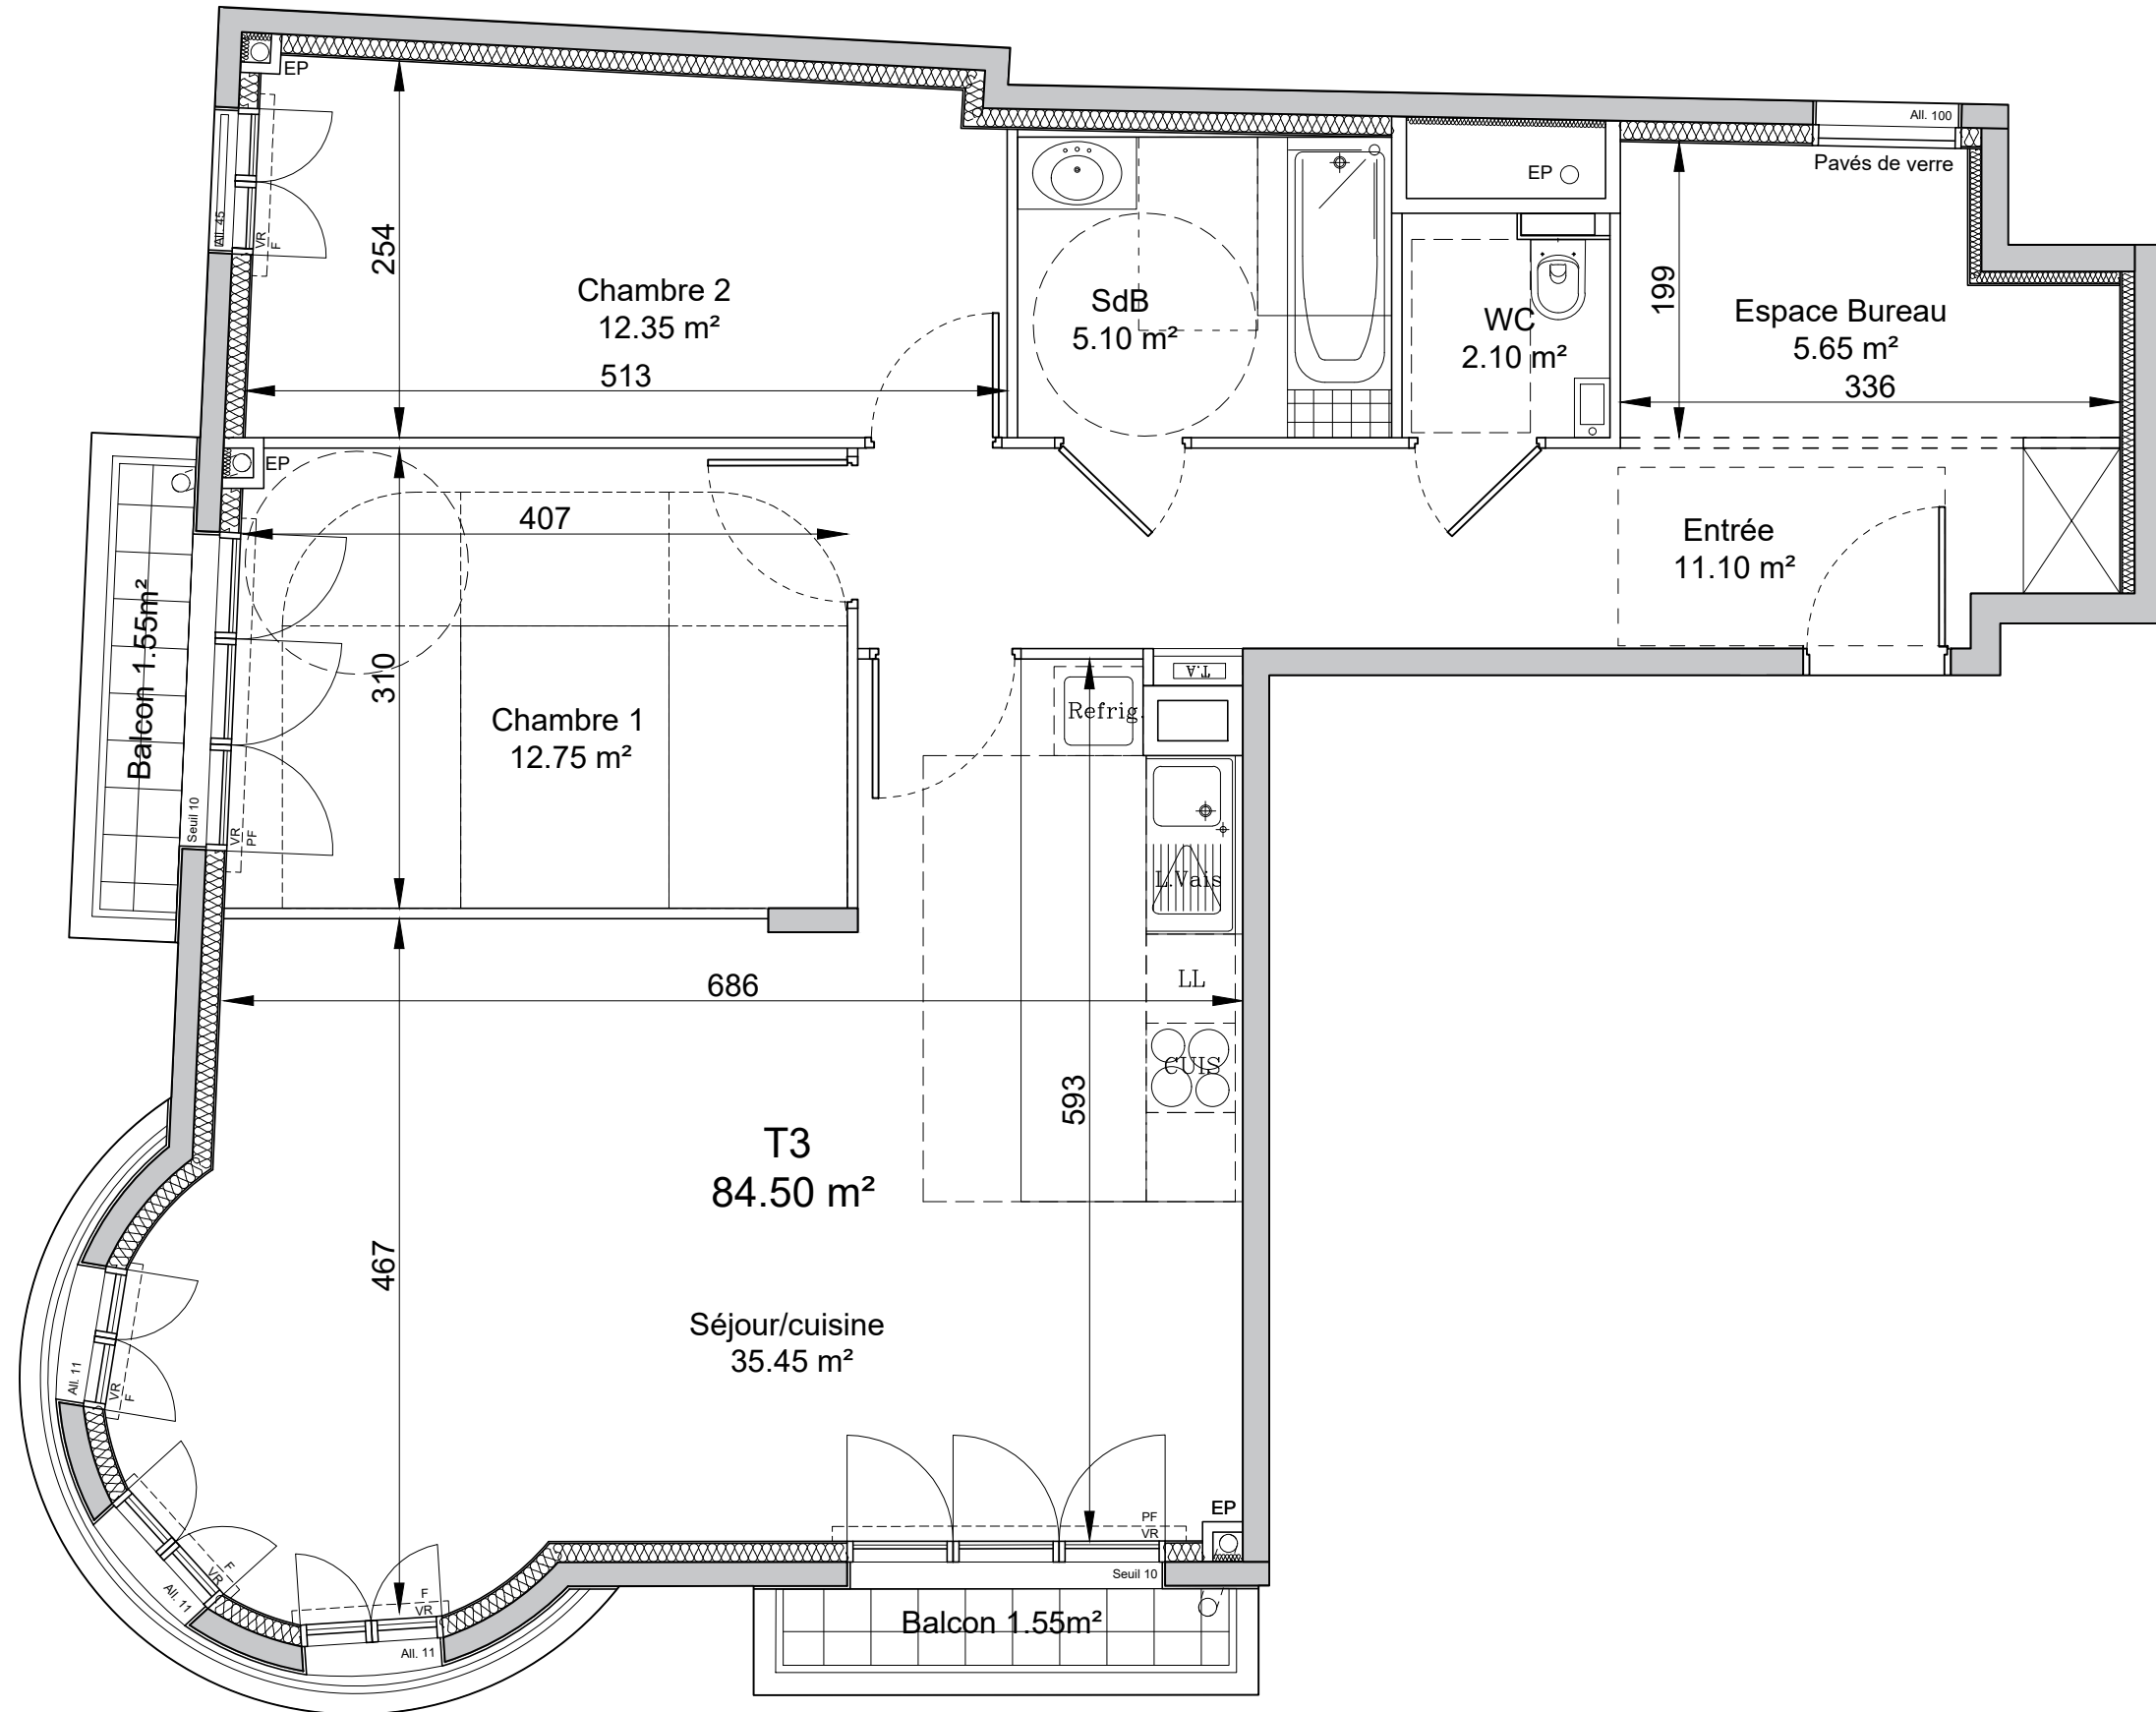 EP
All. 100
Pavés de verre
EP
All. 45
VR
F
254
Chambre 2
12.35 m²
513
SdB
5.10 m²
WC
2.10 m²
199
Espace Bureau
5.65 m²
336
EP
407
Entrée
11.10 m²
Balcon 1.55m²
310
Chambre 1
12.75 m²
Seuil 10
VR
PF
T.A
Refrig.
L.Vais
LL
CUIS
686
593
T3
84.50 m²
467
Séjour/cuisine
35.45 m²
All. 11
VR
F
F
VR
All. 11
F
VR
All. 11
PF
VR
EP
Seuil 10
Balcon 1.55m²